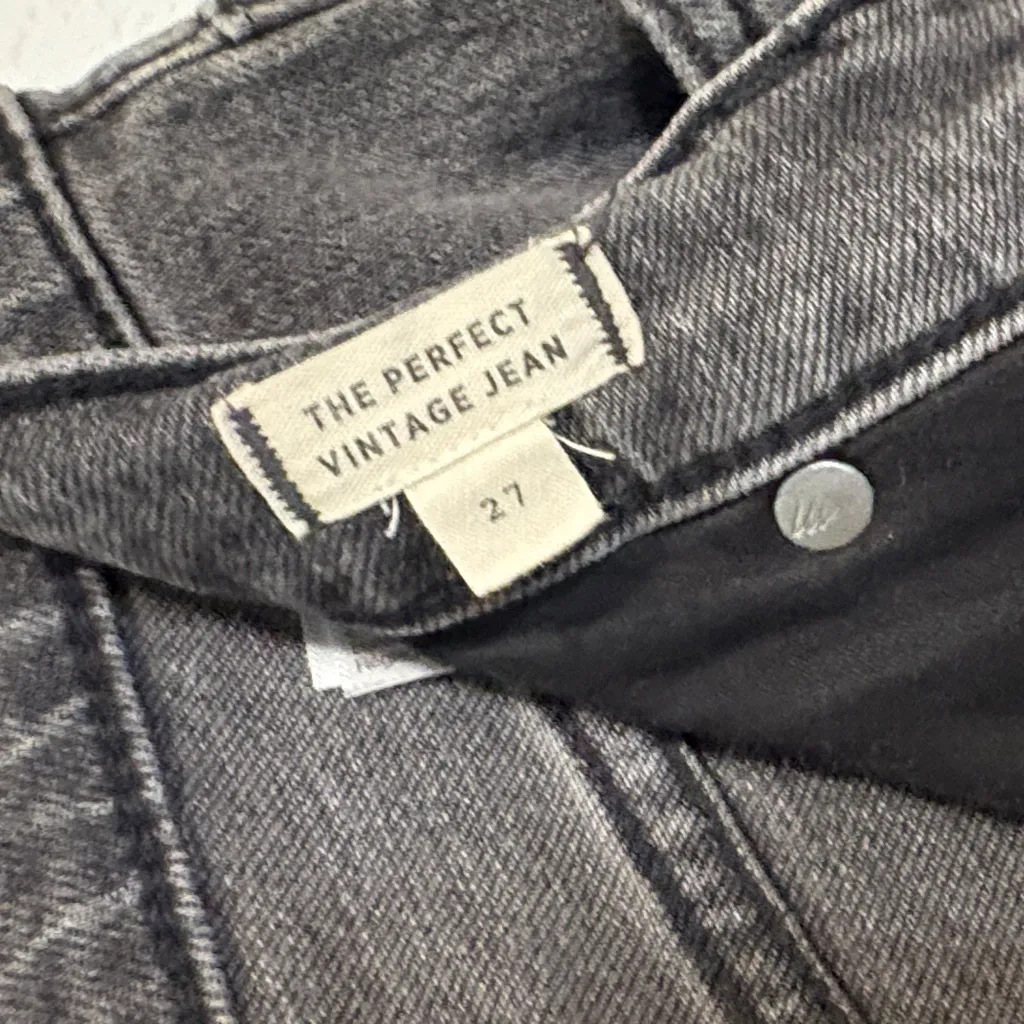 THE PERFECT
VINTAGE JEAN
27